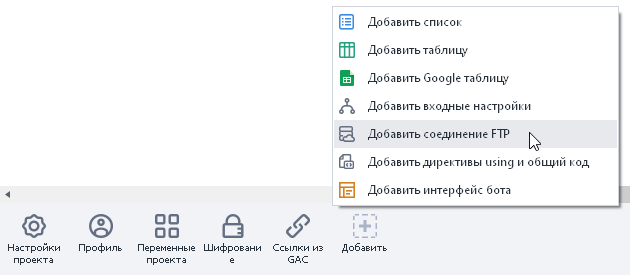 Добавить список
Добавить таблицу
Добавить Google таблицу
Добавить входные настройки
Добавить соединение FTP
Добавить директивы using и общий код
Добавить интерфейс бота
Настройки
проекта
Профиль
Переменные
проекта
Шифровани
е
Ссылки из
GAC
Добавить